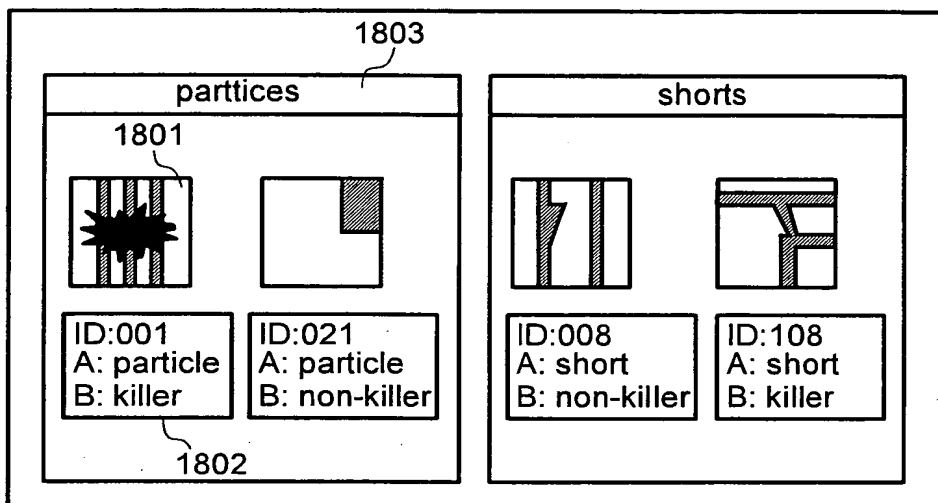 1803
parttices
shorts
1801
ID:001
A: particle
B: killer
ID:021
A: particle
B: non-killer
ID:008
A: short
B: non-killer
ID:108
A: short
B: killer
1802